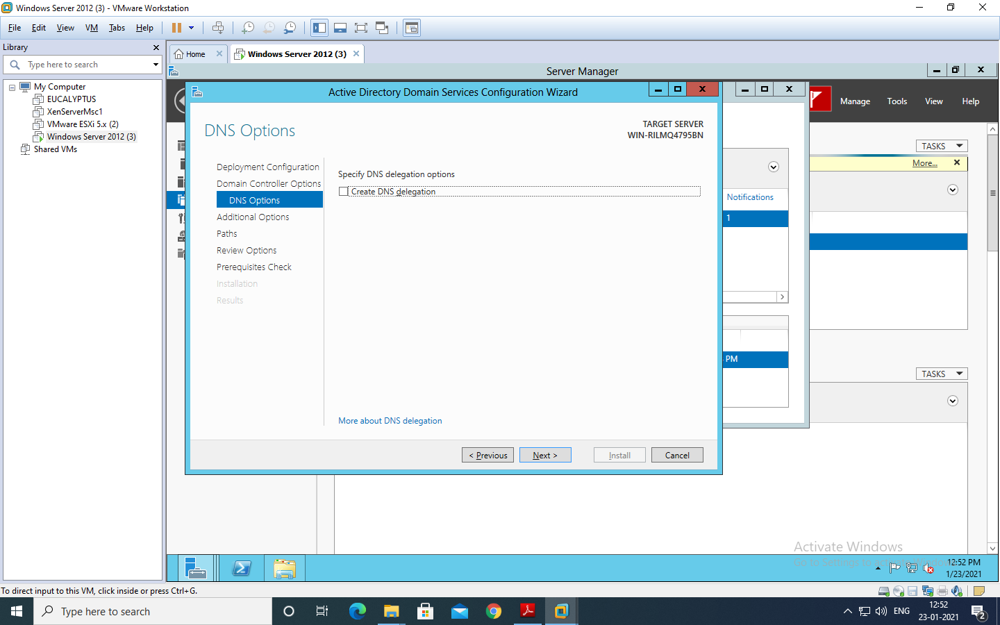 Windows Server 2012 (3) - VMware Workstation
File Edit View VM Tabs Help
Library
Type here to search
My Computer
EUCALYPTUS
XenServerMsc1
VMware ESXi 5.x (2)
Windows Server 2012 (3)
Shared VMs
Home
Windows Server 2012 (3)
Server Manager
Manage Tools View Help
Active Directory Domain Services Configuration Wizard
DNS Options
TARGET SERVER
WIN-RILMQ4795BN
Deployment Configuration
Domain Controller Options
DNS Options
Additional Options
Paths
Review Options
Prerequisites Check
Installation
Results
Specify DNS delegation options
Create DNS delegation
More about DNS delegation
< Previous
Next >
Install
Cancel
TASKS
More...
Notifications
1
PM
TASKS
Activate Windows
Go to Settings to
12:52 PM
1/23/2021
To direct input to this VM, click inside or press Ctrl+G.
Type here to search
ENG
12:52
23-01-2021
2